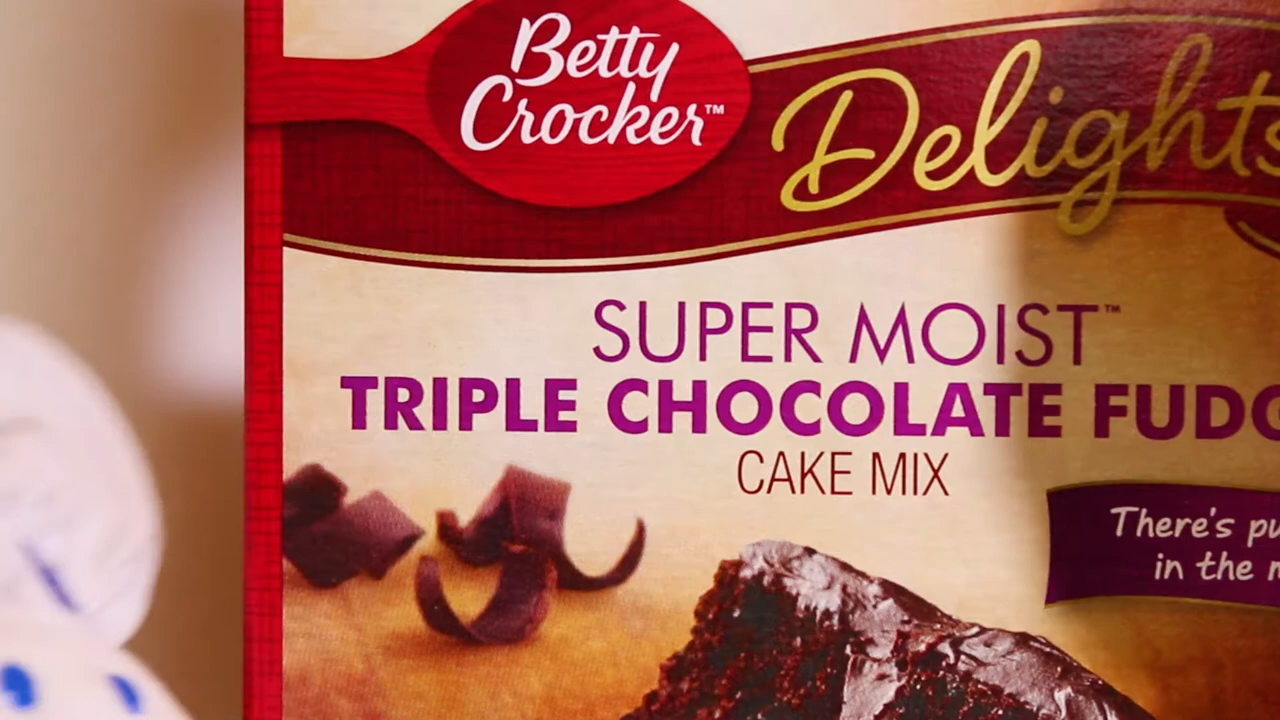 Betty
Crocker™
Delights
SUPER MOIST™
TRIPLE CHOCOLATE
CAKE MIX
There's
in the